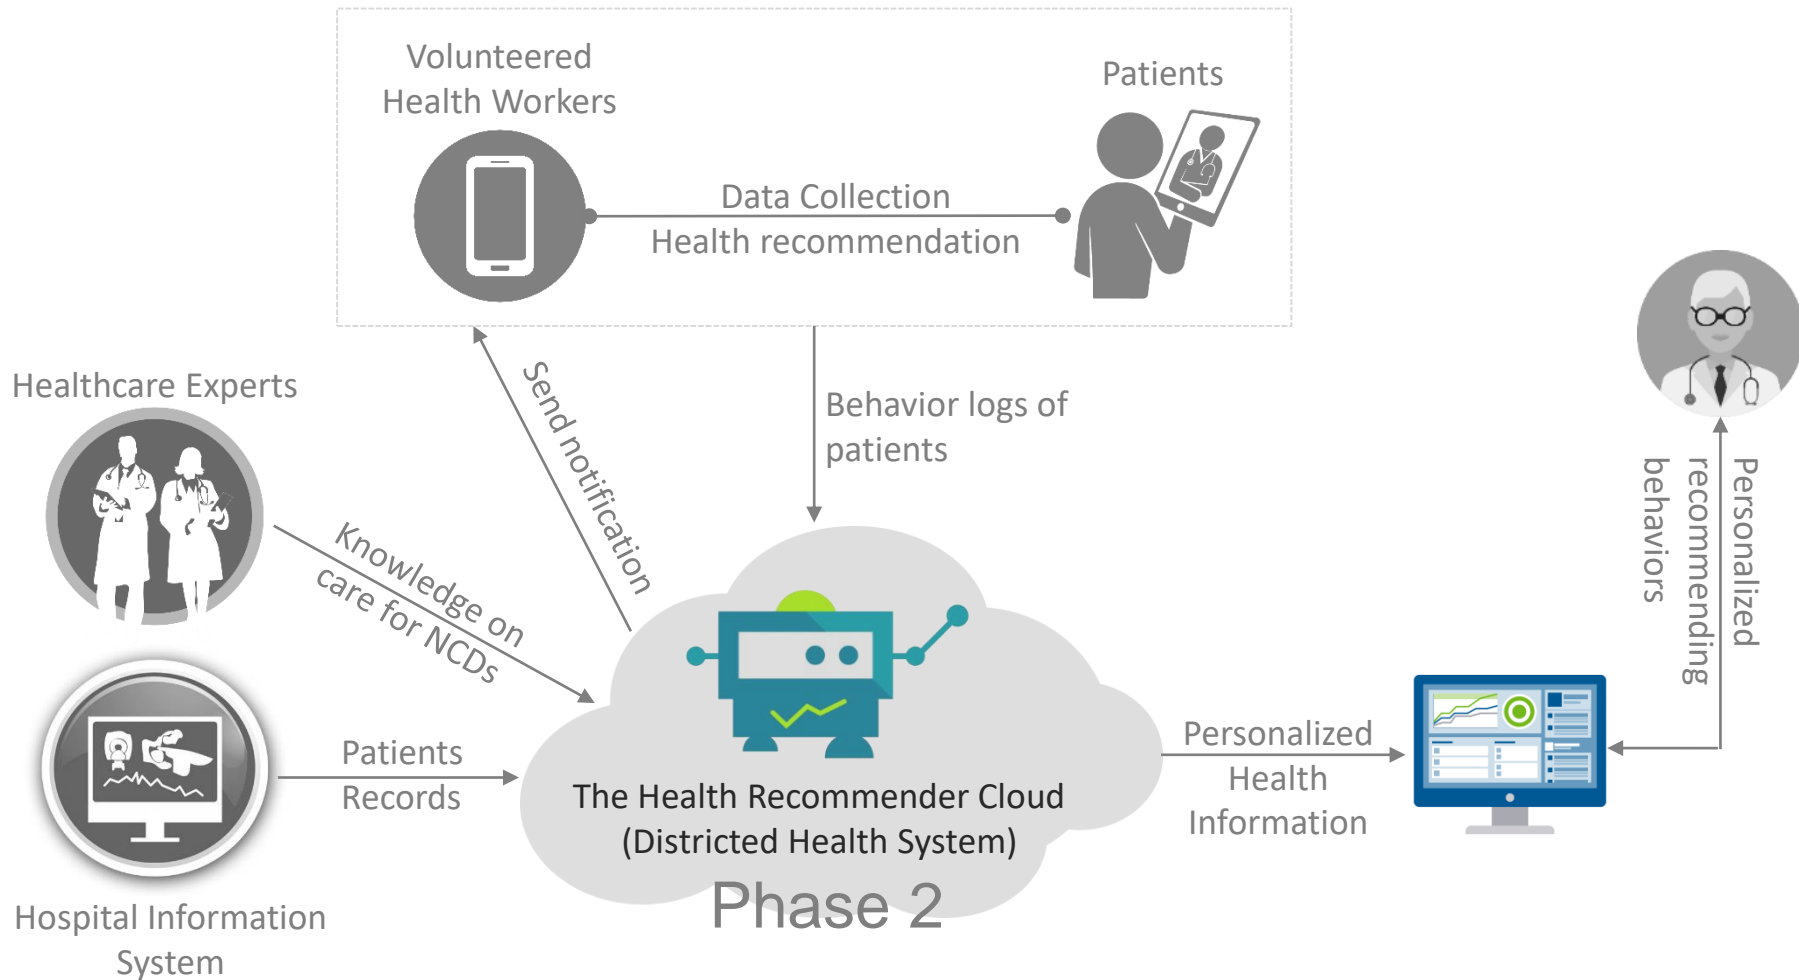 Volunteered
Health Workers
Patients
Data Collection
Health recommendation
Healthcare Experts
Send notification
Behavior logs of
patients
Knowledge on
care for NCDs
Personalized
recommending
behaviors
Patients
Records
The Health Recommender Cloud
(Districted Health System)
Phase 2
Personalized
Health
Information
Hospital Information
System